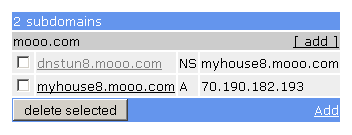 2 subdomains
mooo.com [ add ]
dnstun8.mooo.com NS myhouse8.mooo.com
myhouse8.mooo.com A 70.190.182.193
delete selected Add